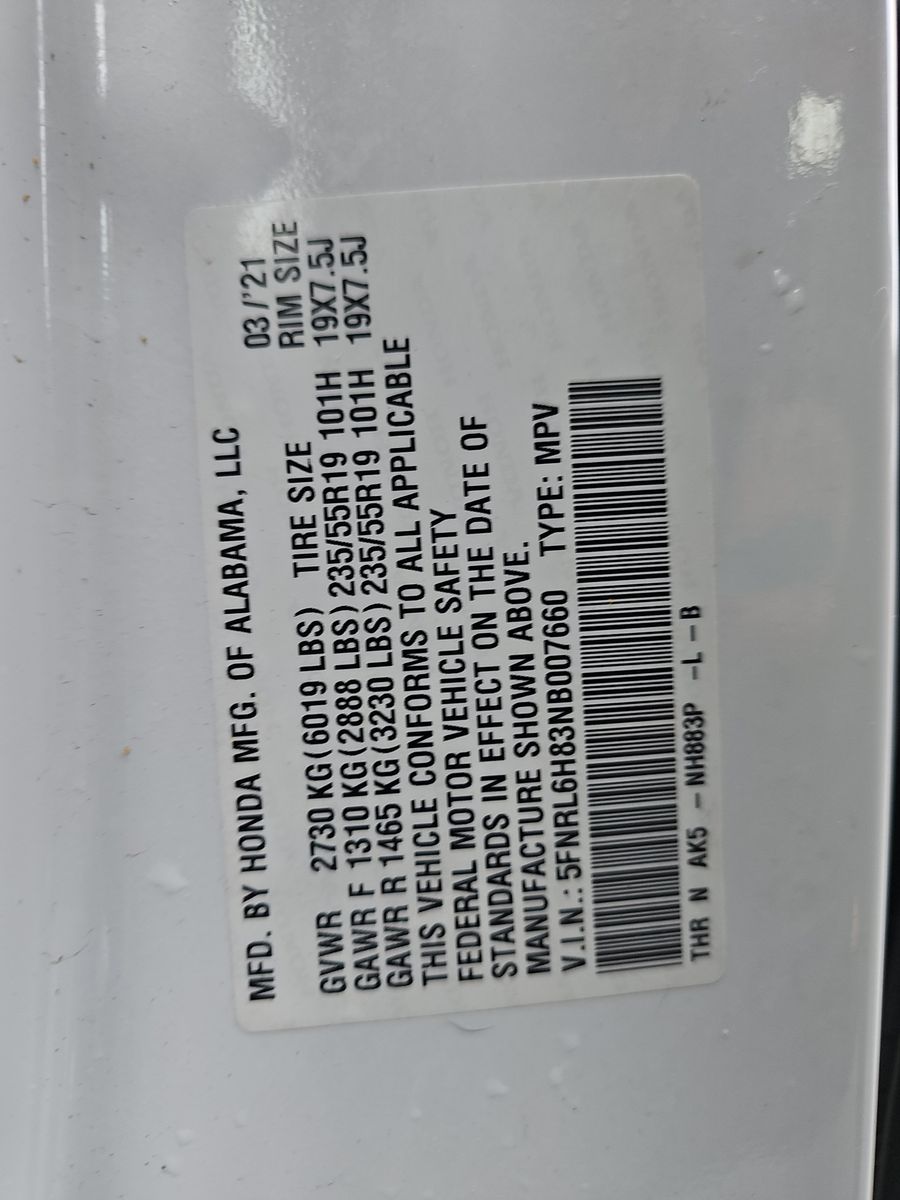 MFD. BY HONDA MFG. OF ALABAMA, LLC 03/'21
GVWR 2730 KG(6019 LBS) TIRE SIZE RIM SIZE
GAWR F 1310 KG(2888 LBS)235/55R19 101H 19X7.5J
GAWR R 1465 KG(3230 LBS)235/55R19 101H 19X7.5J
THIS VEHICLE CONFORMS TO ALL APPLICABLE
FEDERAL MOTOR VEHICLE SAFETY
STANDARDS IN EFFECT ON THE DATE OF
MANUFACTURE SHOWN ABOVE.
V.I.N.: 5FNRL6H83NB007660 TYPE: MPV
THR N AK5 - NH883P - L - B